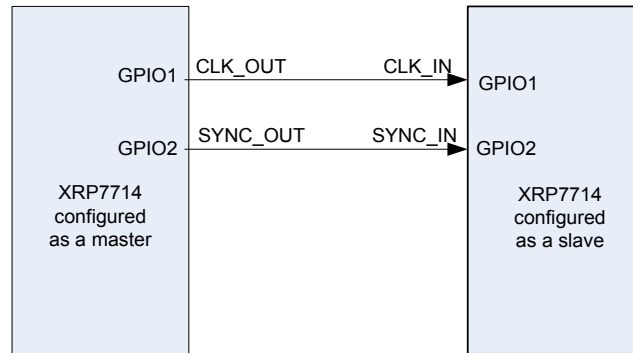 GPIO1
CLK_OUT
CLK_IN
GPIO1
GPIO2
SYNC_OUT
SYNC_IN
GPIO2
XRP7714
configured
as a master
XRP7714
configured
as a slave